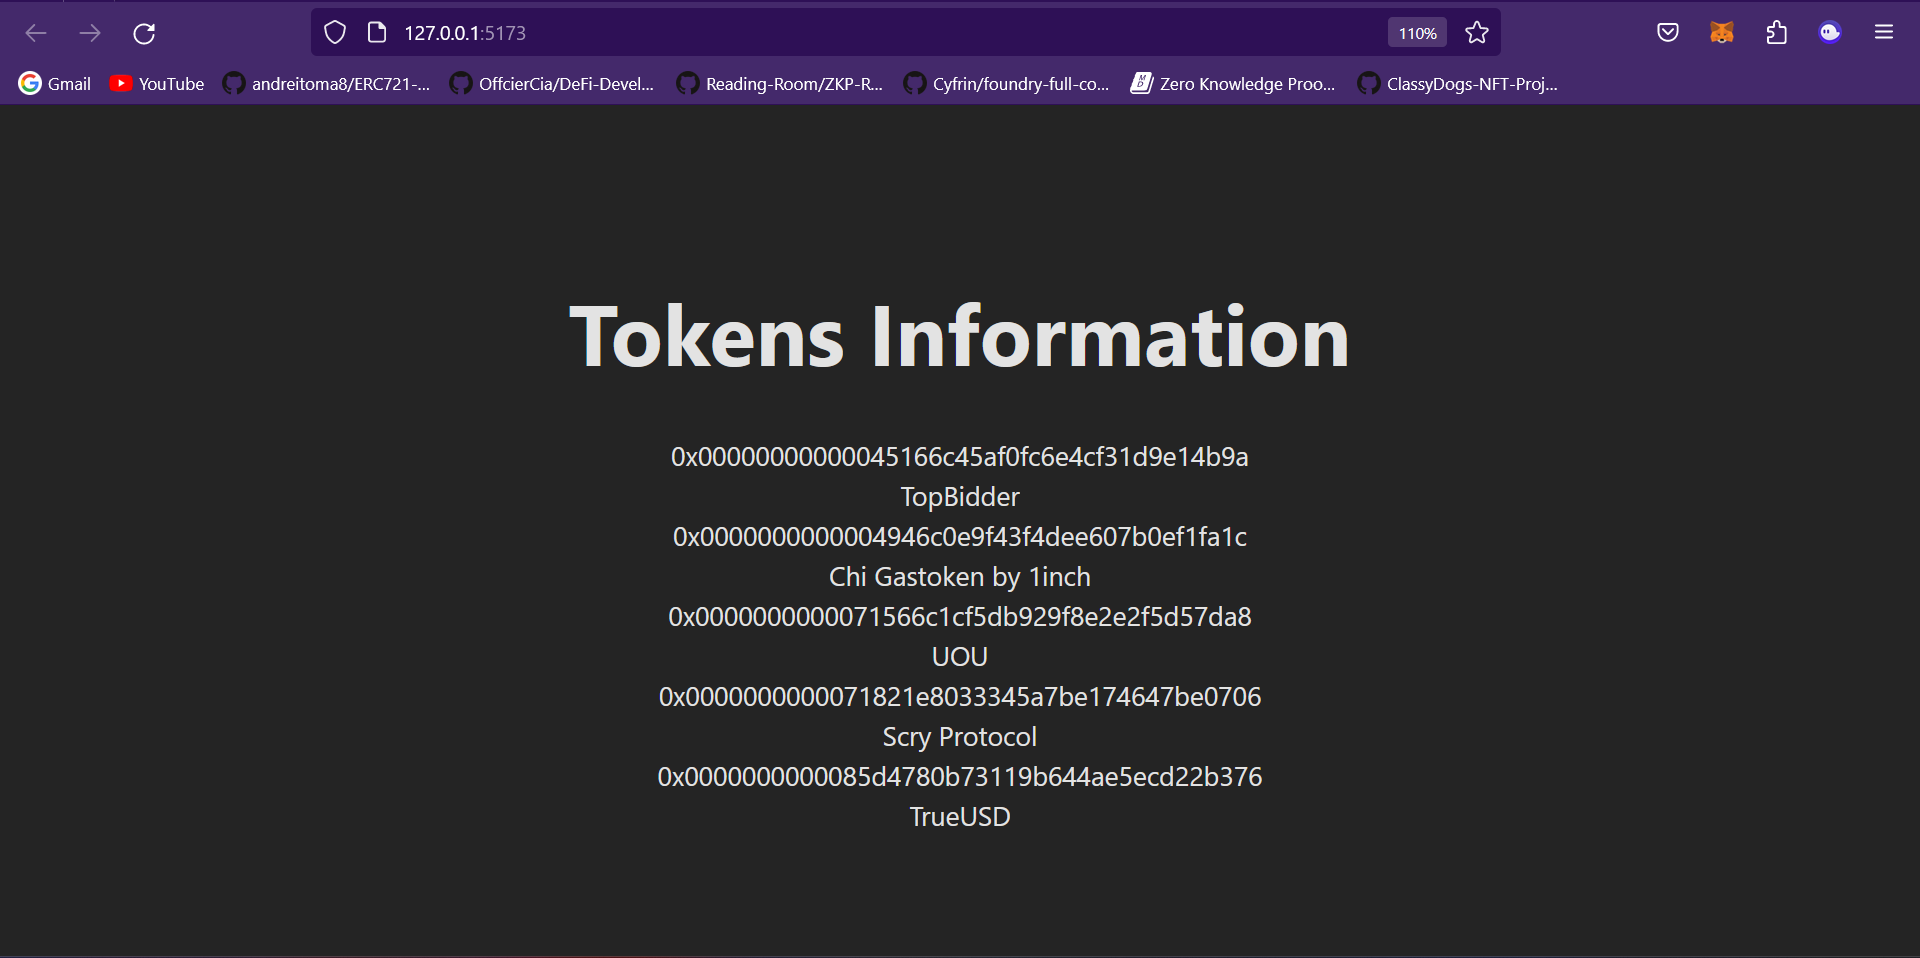 127.0.0.1:5173
110%
Gmail
YouTube
andreitoma8/ERC721-...
OffcierCia/DeFi-Devel...
Reading-Room/ZKP-R...
Cyfrin/foundry-full-co...
Zero Knowledge Proo...
ClassyDogs-NFT-Proj...
Tokens Information
0x00000000000045166c45af0fc6e4cf31d9e14b9a
TopBidder
0x0000000000004946c0e9f43f4dee607b0ef1fa1c
Chi Gastoken by 1inch
0x0000000000071566c1cf5db929f8e2e2f5d57da8
UOU
0x0000000000071821e8033345a7be174647be0706
Scry Protocol
0x0000000000085d4780b73119b644ae5ecd22b376
TrueUSD